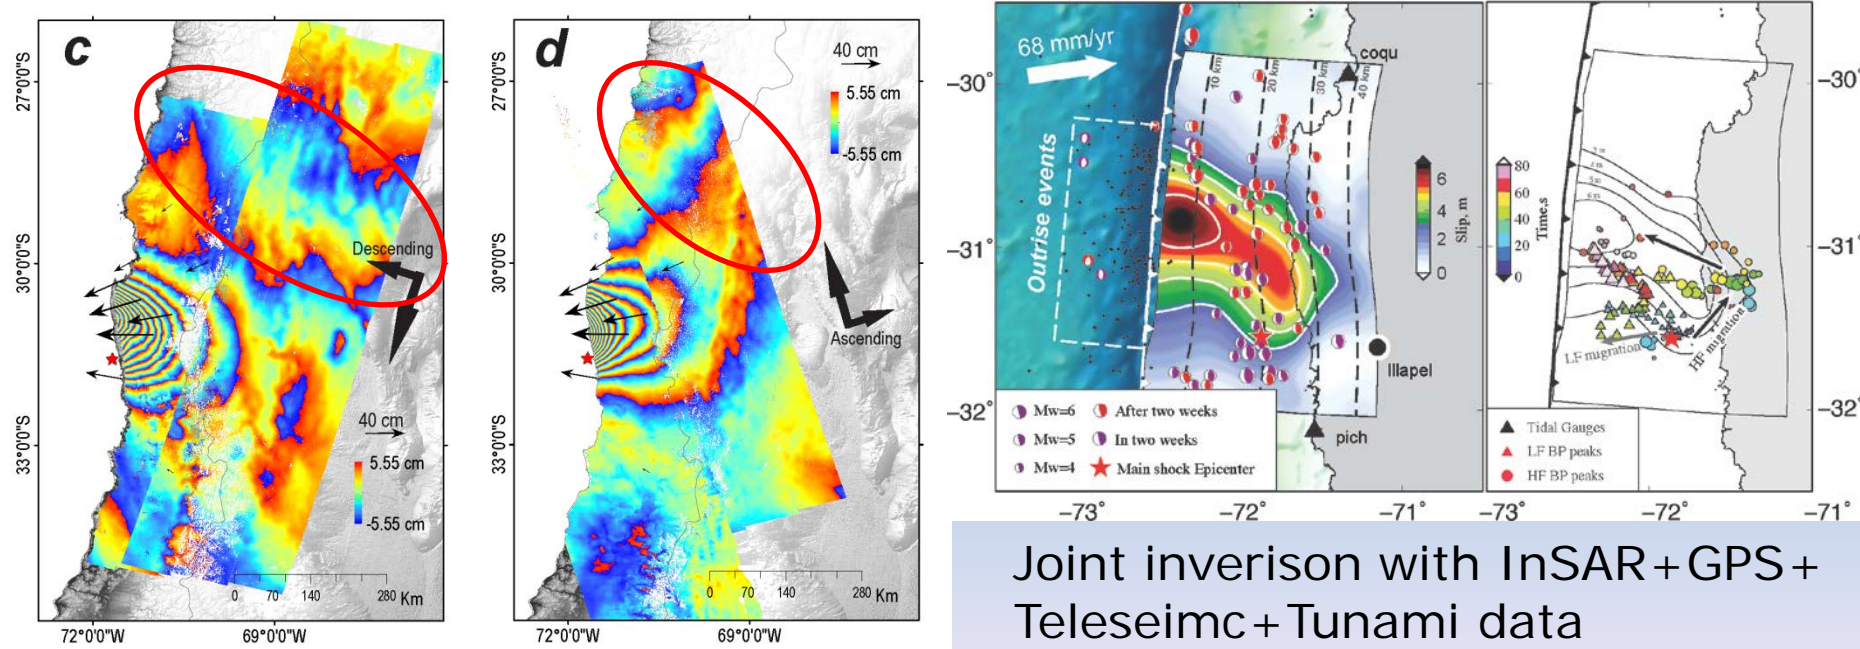 c
27°0'0"S
30°0'0"S
33°0'0"S
Descending
40 cm
5.55 cm
-5.55 cm
0 70 140 280 Km
72°0'0"W 69°0'0"W
d
40 cm
5.55 cm
-5.55 cm
27°0'0"S
30°0'0"S
33°0'0"S
Ascending
0 70 140 280 Km
72°0'0"W 69°0'0"W
68 mm/yr
coqu
10 km
20 km
30 km
40 km
−30°
−31°
−32°
Outrise events
6
4
2
0
Slip, m
Illapel
pich
Mw=6 After two weeks
Mw=5 In two weeks
Mw=4 Main shock Epicenter
−73° −72° −71°
80
60
40
20
0
Time,s
5 m
6 m
LF migration
HF migration
Tidal Gauges
LF BP peaks
HF BP peaks
−30°
−31°
−32°
−73° −72° −71°
Joint inverison with InSAR+GPS+
Teleseimc+Tunami data